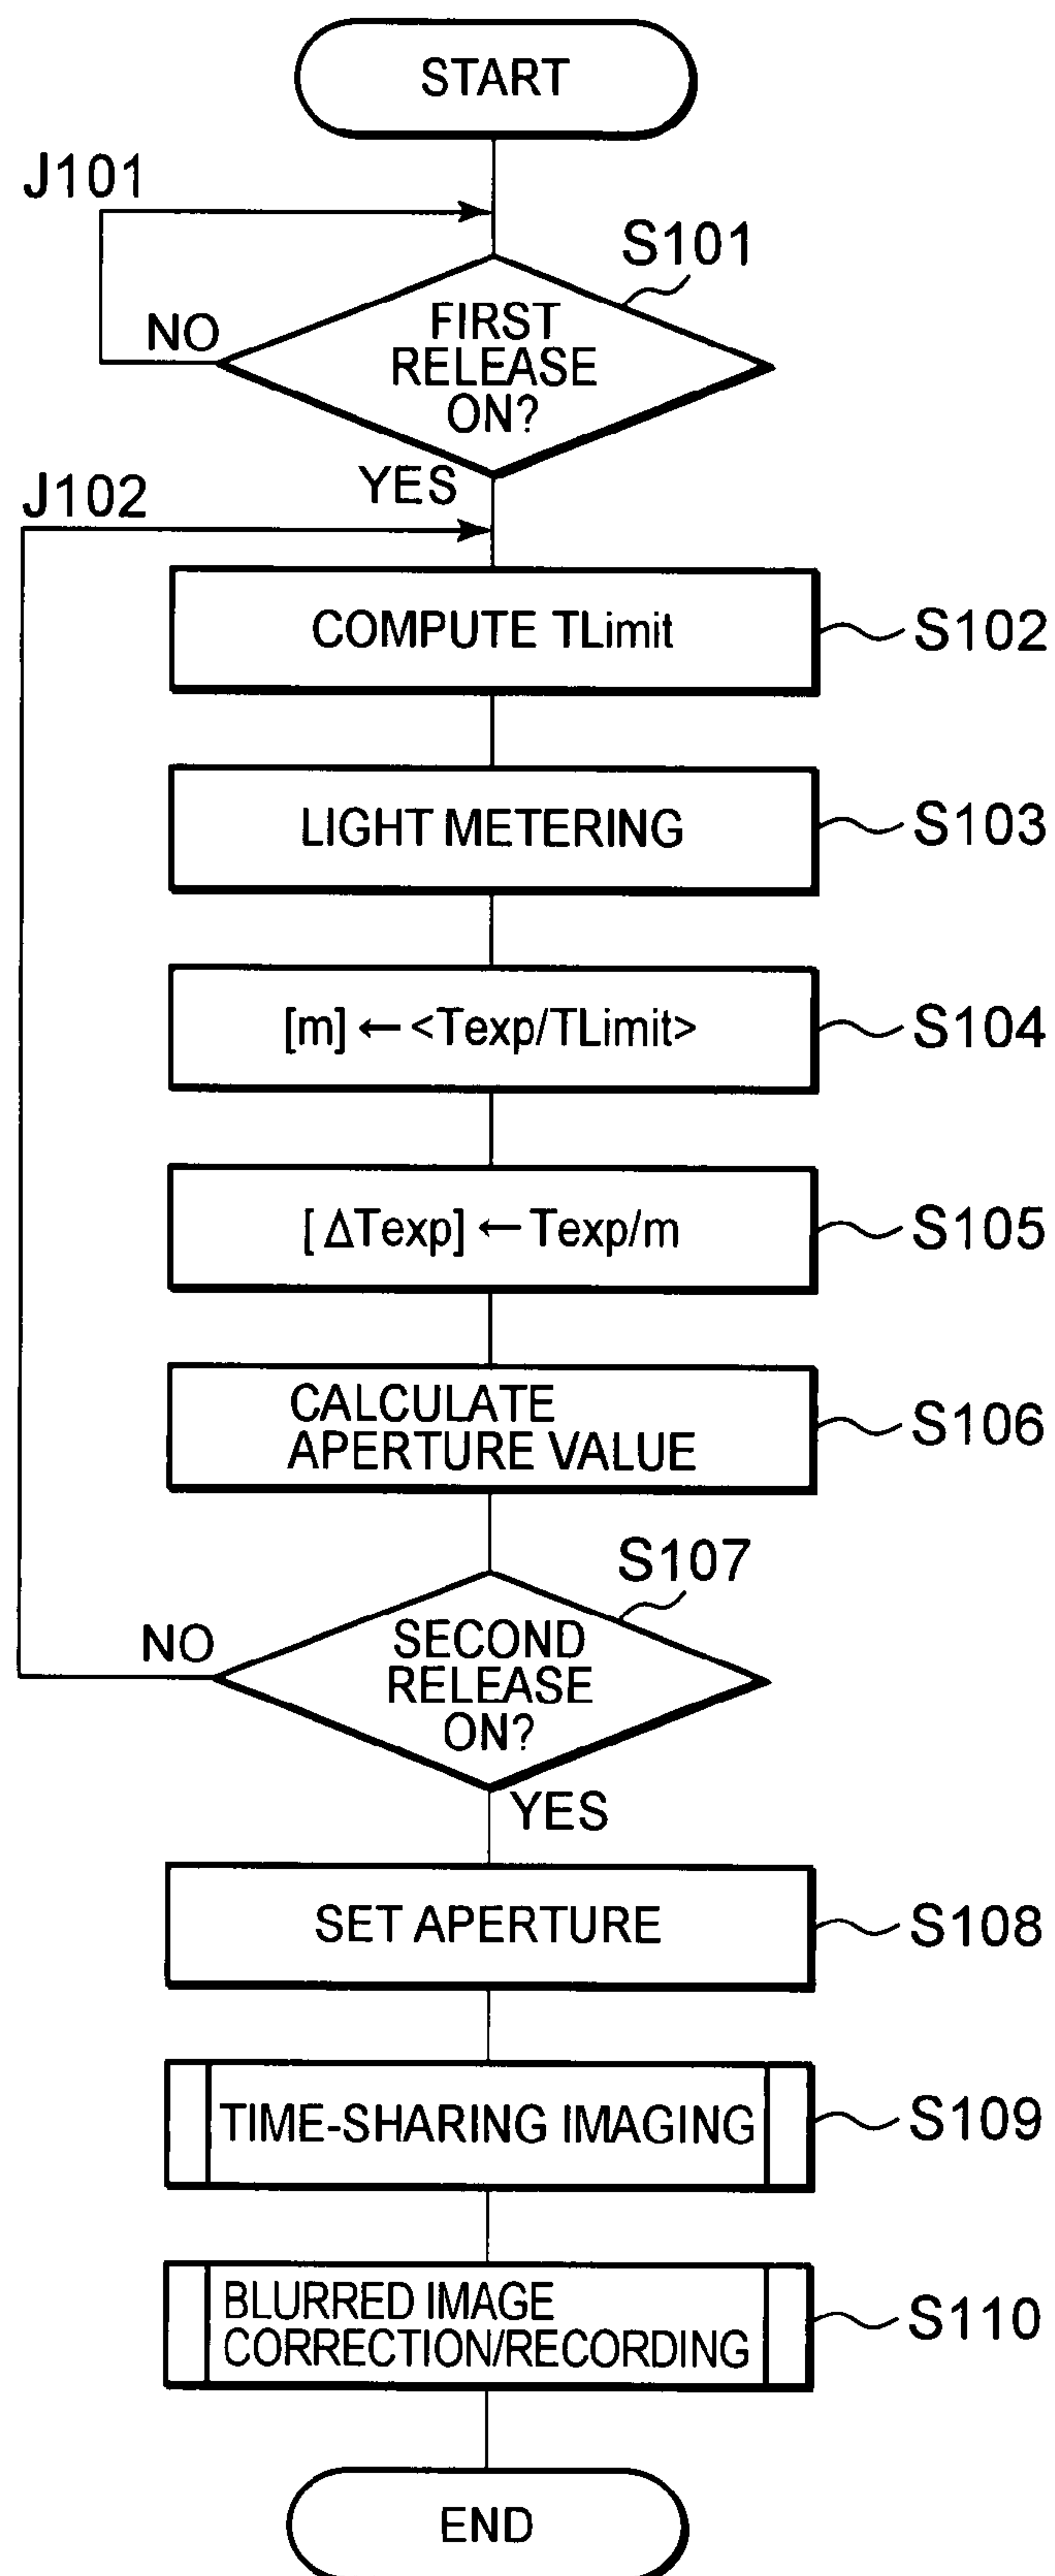 START
J101
S101
NO
FIRST
RELEASE
ON?
YES
J102
COMPUTE TLimit
S102
LIGHT METERING
S103
[m] ← <Texp/TLimit>
S104
[ΔTexp] ← Texp/m
S105
CALCULATE
APERTURE VALUE
S106
S107
NO
SECOND
RELEASE
ON?
YES
SET APERTURE
S108
TIME-SHARING IMAGING
S109
BLURRED IMAGE
CORRECTION/RECORDING
S110
END